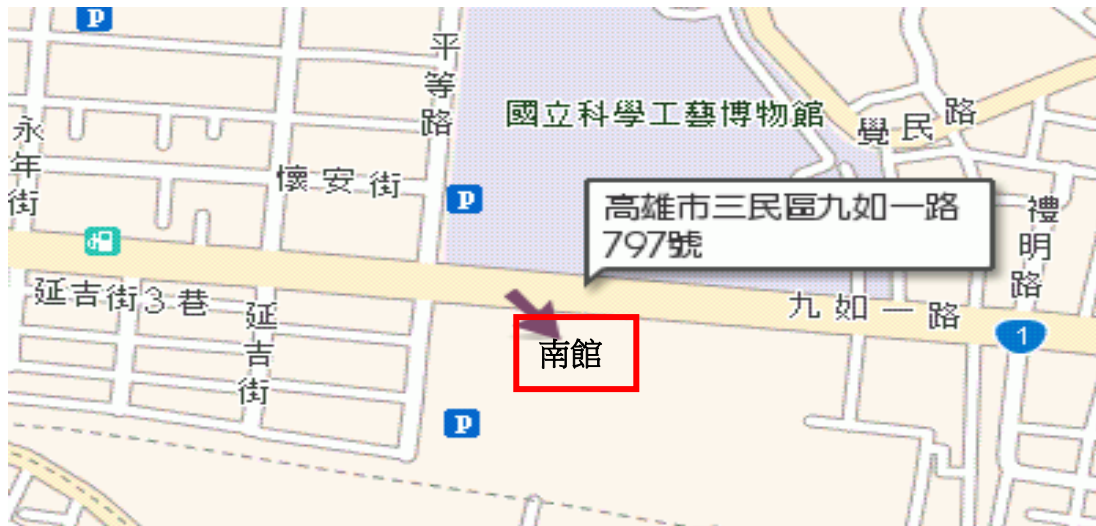 P
平等路
國立科學工藝博物館
覺民路
永年街
懷安街
P
高雄市三民區九如一路
797號
禮明路
延吉街3巷
延吉街
九如一路
1
南館
P